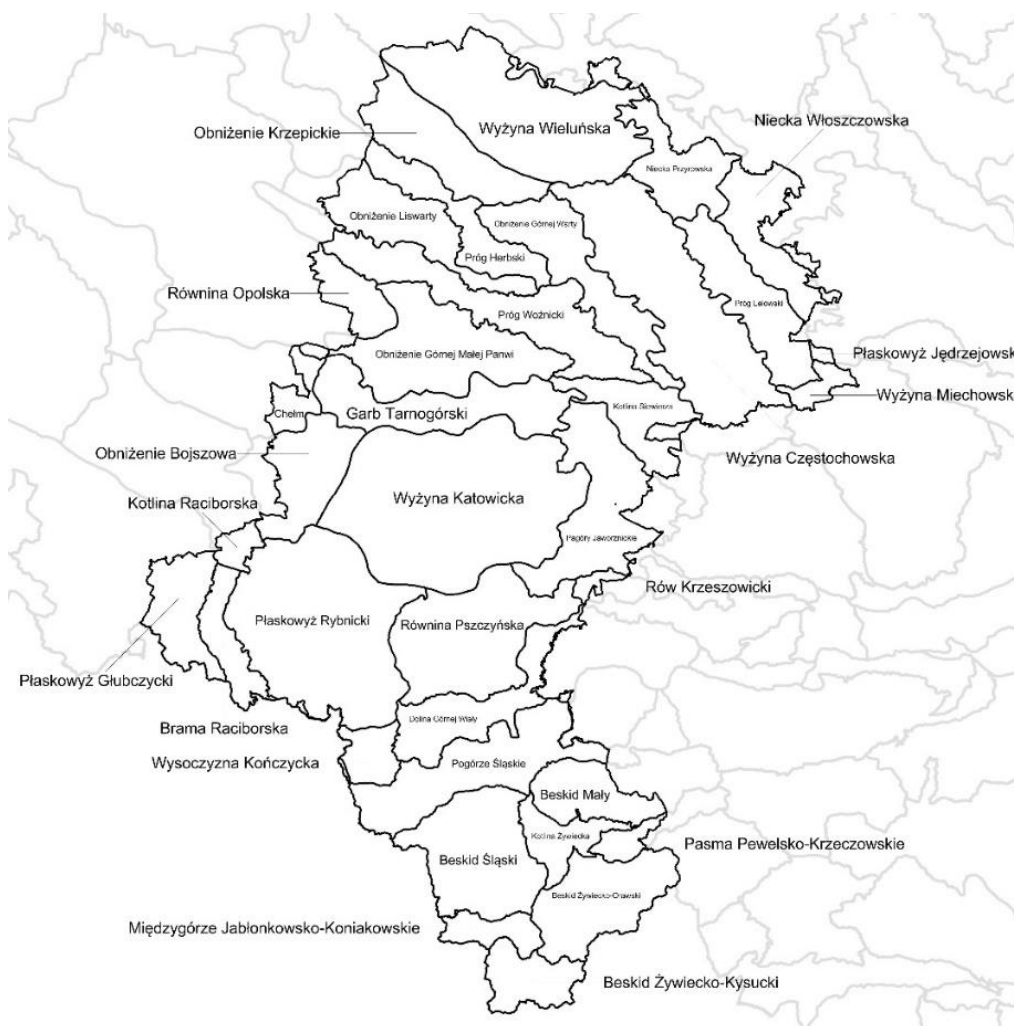 Wyżyna Wieluńska
Niecka Włoszczowska
Obniżenie Krzepickie
Niecka Przyrowska
Obniżenie Liswarty
Obniżenie Górnej Warty
Próg Herbski
Równina Opolska
Próg Woźnicki
Próg Lelowski
Obniżenie Górnej Małej Panwi
Płaskowyż Jędrzejowsk
Wyżyna Miechowsk
Chełm
Garb Tarnogórski
Kotlina Siewierza
Obniżenie Bojszowa
Wyżyna Częstochowska
Kotlina Raciborska
Wyżyna Katowicka
Pagóry Jaworznickie
Rów Krzeszowicki
Płaskowyż Rybnicki
Równina Pszczyńska
Płaskowyż Głubczycki
Brama Raciborska
Dolina Górnej Wisły
Wysoczyzna Kończycka
Pogórze Śląskie
Beskid Mały
Kotlina Żywiecka
Pasma Pewelsko-Krzeczowskie
Beskid Śląski
Beskid Żywiecko-Orawski
Międzygórze Jabłonkowsko-Koniakowskie
Beskid Żywiecko-Kysucki